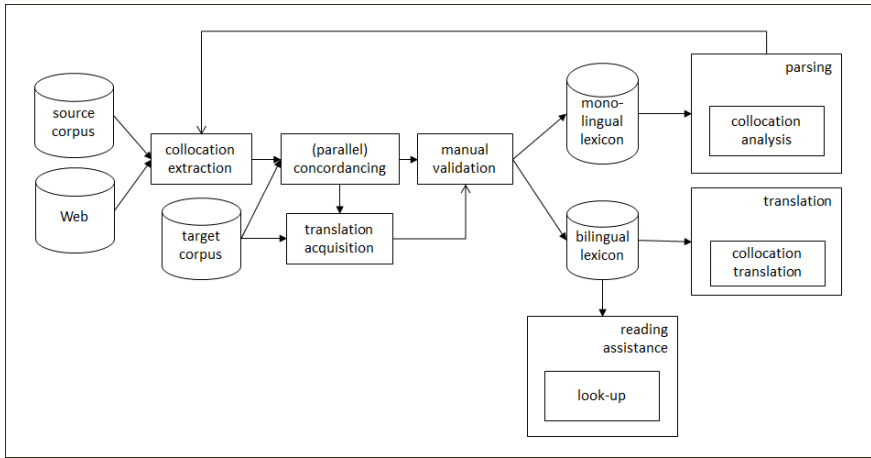 source
corpus
Web
collocation
extraction
(parallel)
concordancing
manual
validation
target
corpus
translation
acquisition
mono-
lingual
lexicon
bilingual
lexicon
parsing
collocation
analysis
translation
collocation
translation
reading
assistance
look-up